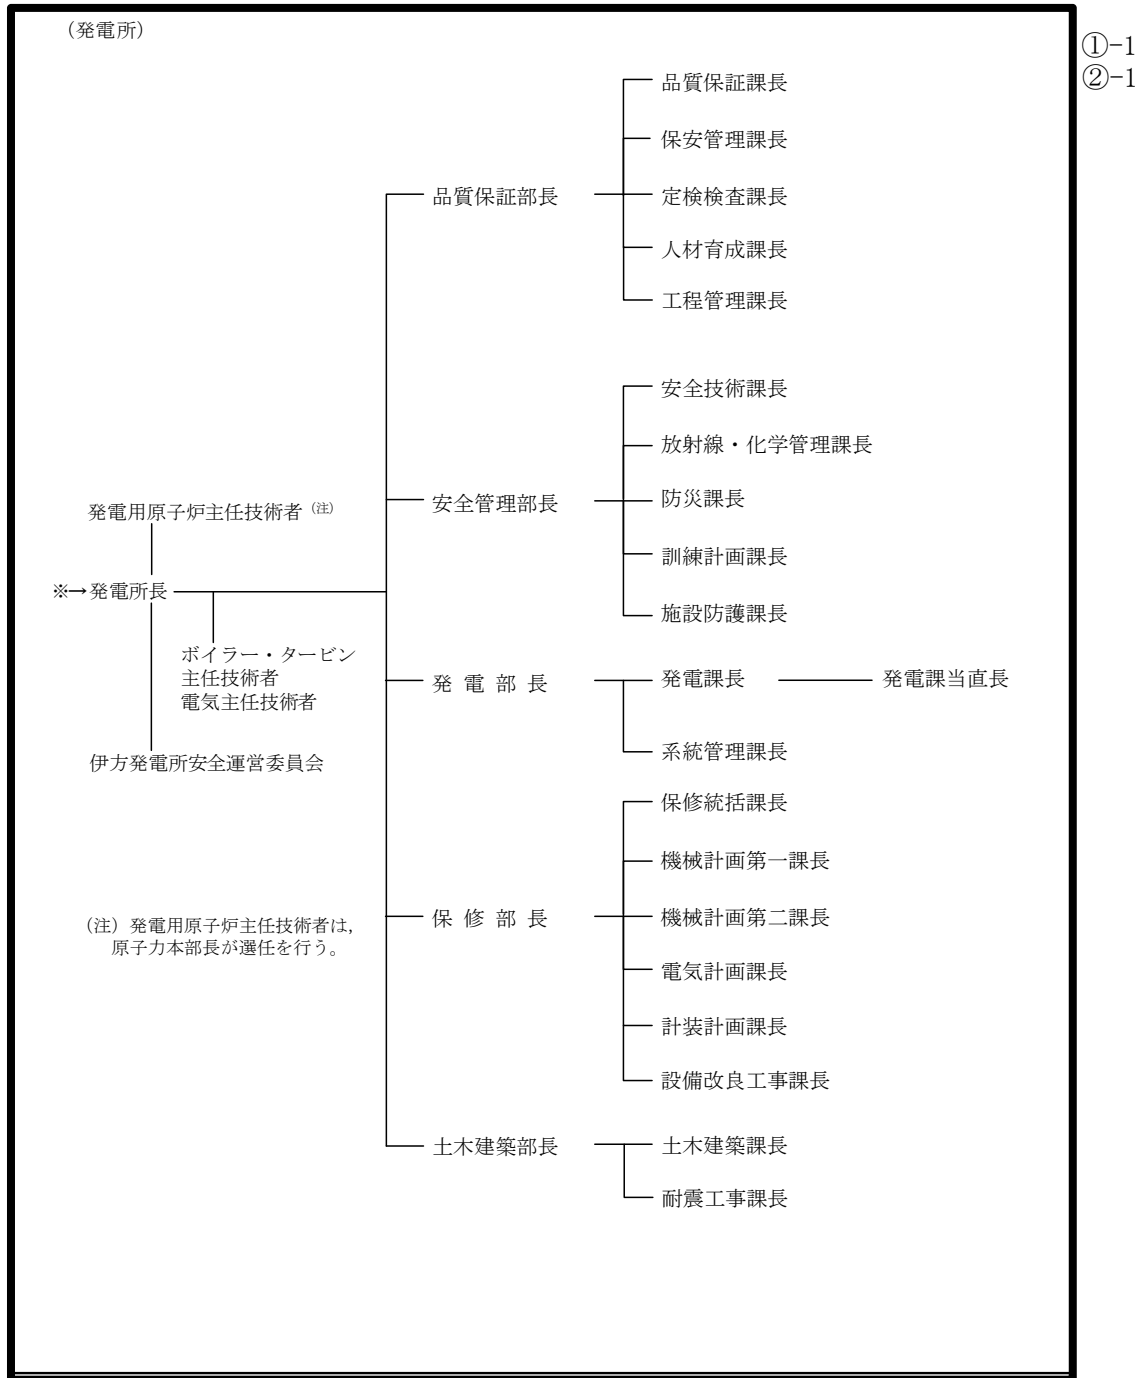 （発電所）
①-1
②-1
品質保証課長
保安管理課長
品質保証部長
定検検査課長
人材育成課長
工程管理課長
安全技術課長
放射線・化学管理課長
安全管理部長
防災課長
訓練計画課長
施設防護課長
発電用原子炉主任技術者（注）
※→発電所長
ボイラー・タービン
主任技術者
電気主任技術者
伊方発電所安全運営委員会
発電部長
発電課長
発電課当直長
系統管理課長
保修統括課長
機械計画第一課長
保修部長
機械計画第二課長
電気計画課長
計装計画課長
設備改良工事課長
（注）発電用原子炉主任技術者は，
原子力本部長が選任を行う。
土木建築部長
土木建築課長
耐震工事課長